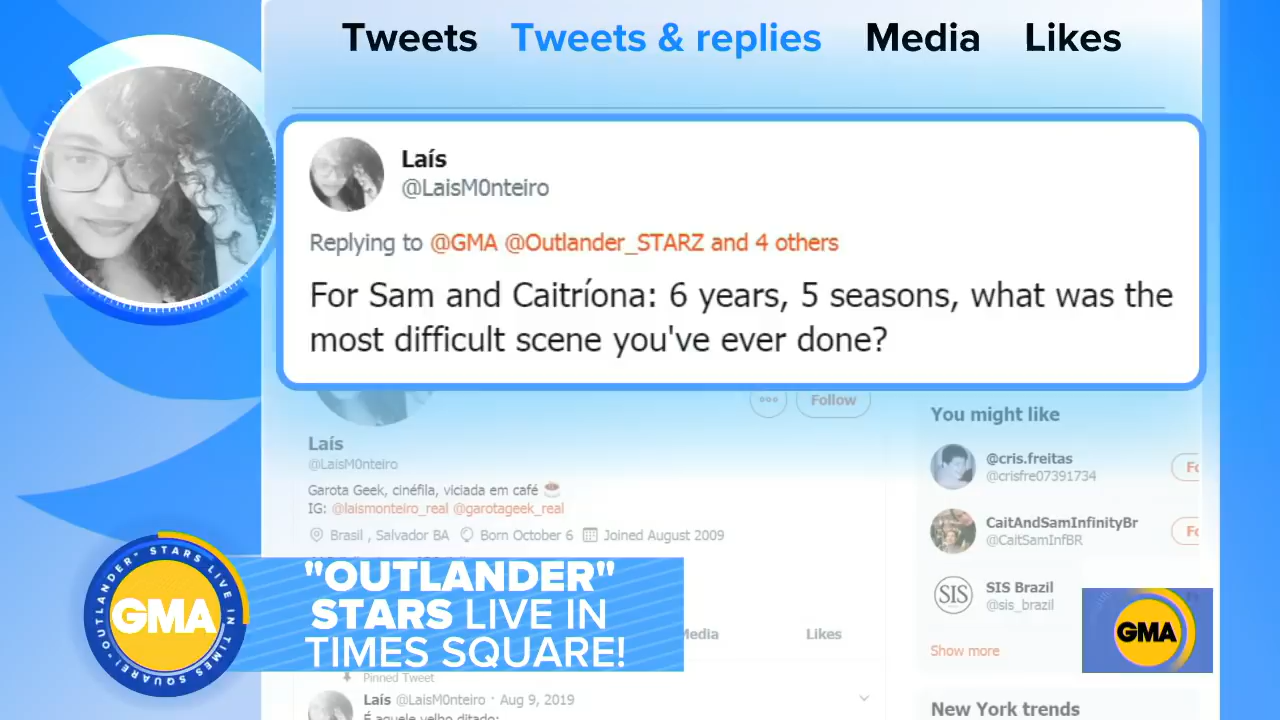 Tweets Tweets & replies Media Likes
Laís
@LaisM0nteiro
Replying to @GMA @Outlander_STARZ and 4 others
For Sam and Caitríona: 6 years, 5 seasons, what was the
most difficult scene you've ever done?
Follow
Laís
@LaisM0nteiro
Garota Geek, cinéfila, viciada em café
IG: @laismonteiro_real @garotageek_real
Brasil , Salvador BA Born October 6 Joined August 2009
You might like
@cris.freitas
@crisfre07391734
Fo
CaitAndSamInfinityBr
@CaitSamInfBR
Fo
SIS
SIS Brazil
@sis_brazil
Show more
New York trends
Media Likes
Pinned Tweet
Laís @LaisM0nteiro · Aug 9, 2019
É aquele velho ditado:
"OUTLANDER" STARS LIVE IN TIMES SQUARE!
GMA
"OUTLANDER"
STARS LIVE IN
TIMES SQUARE!
GMA